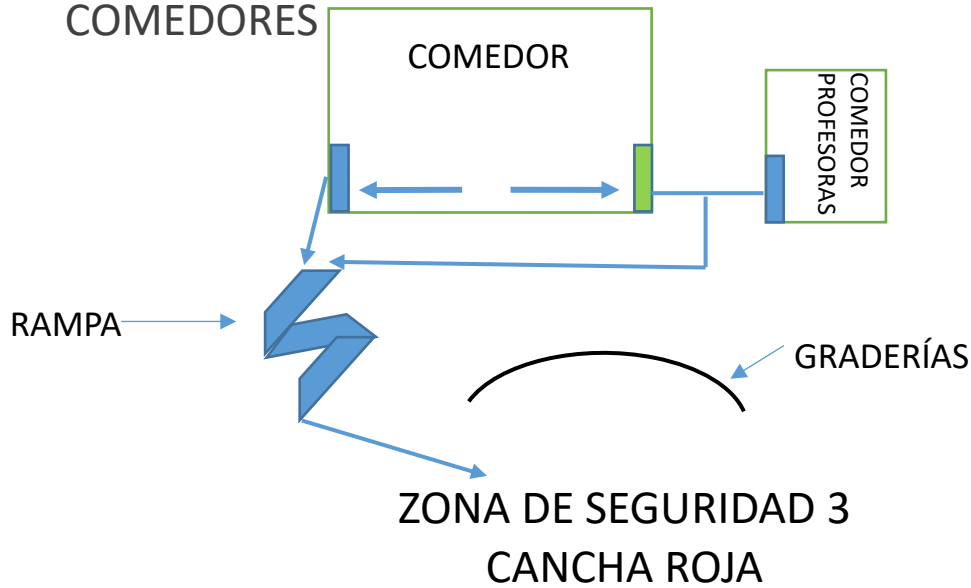 COMEDORES
COMEDOR
COMEDOR
PROFESORAS
RAMPA
GRADERÍAS
ZONA DE SEGURIDAD 3
CANCHA ROJA